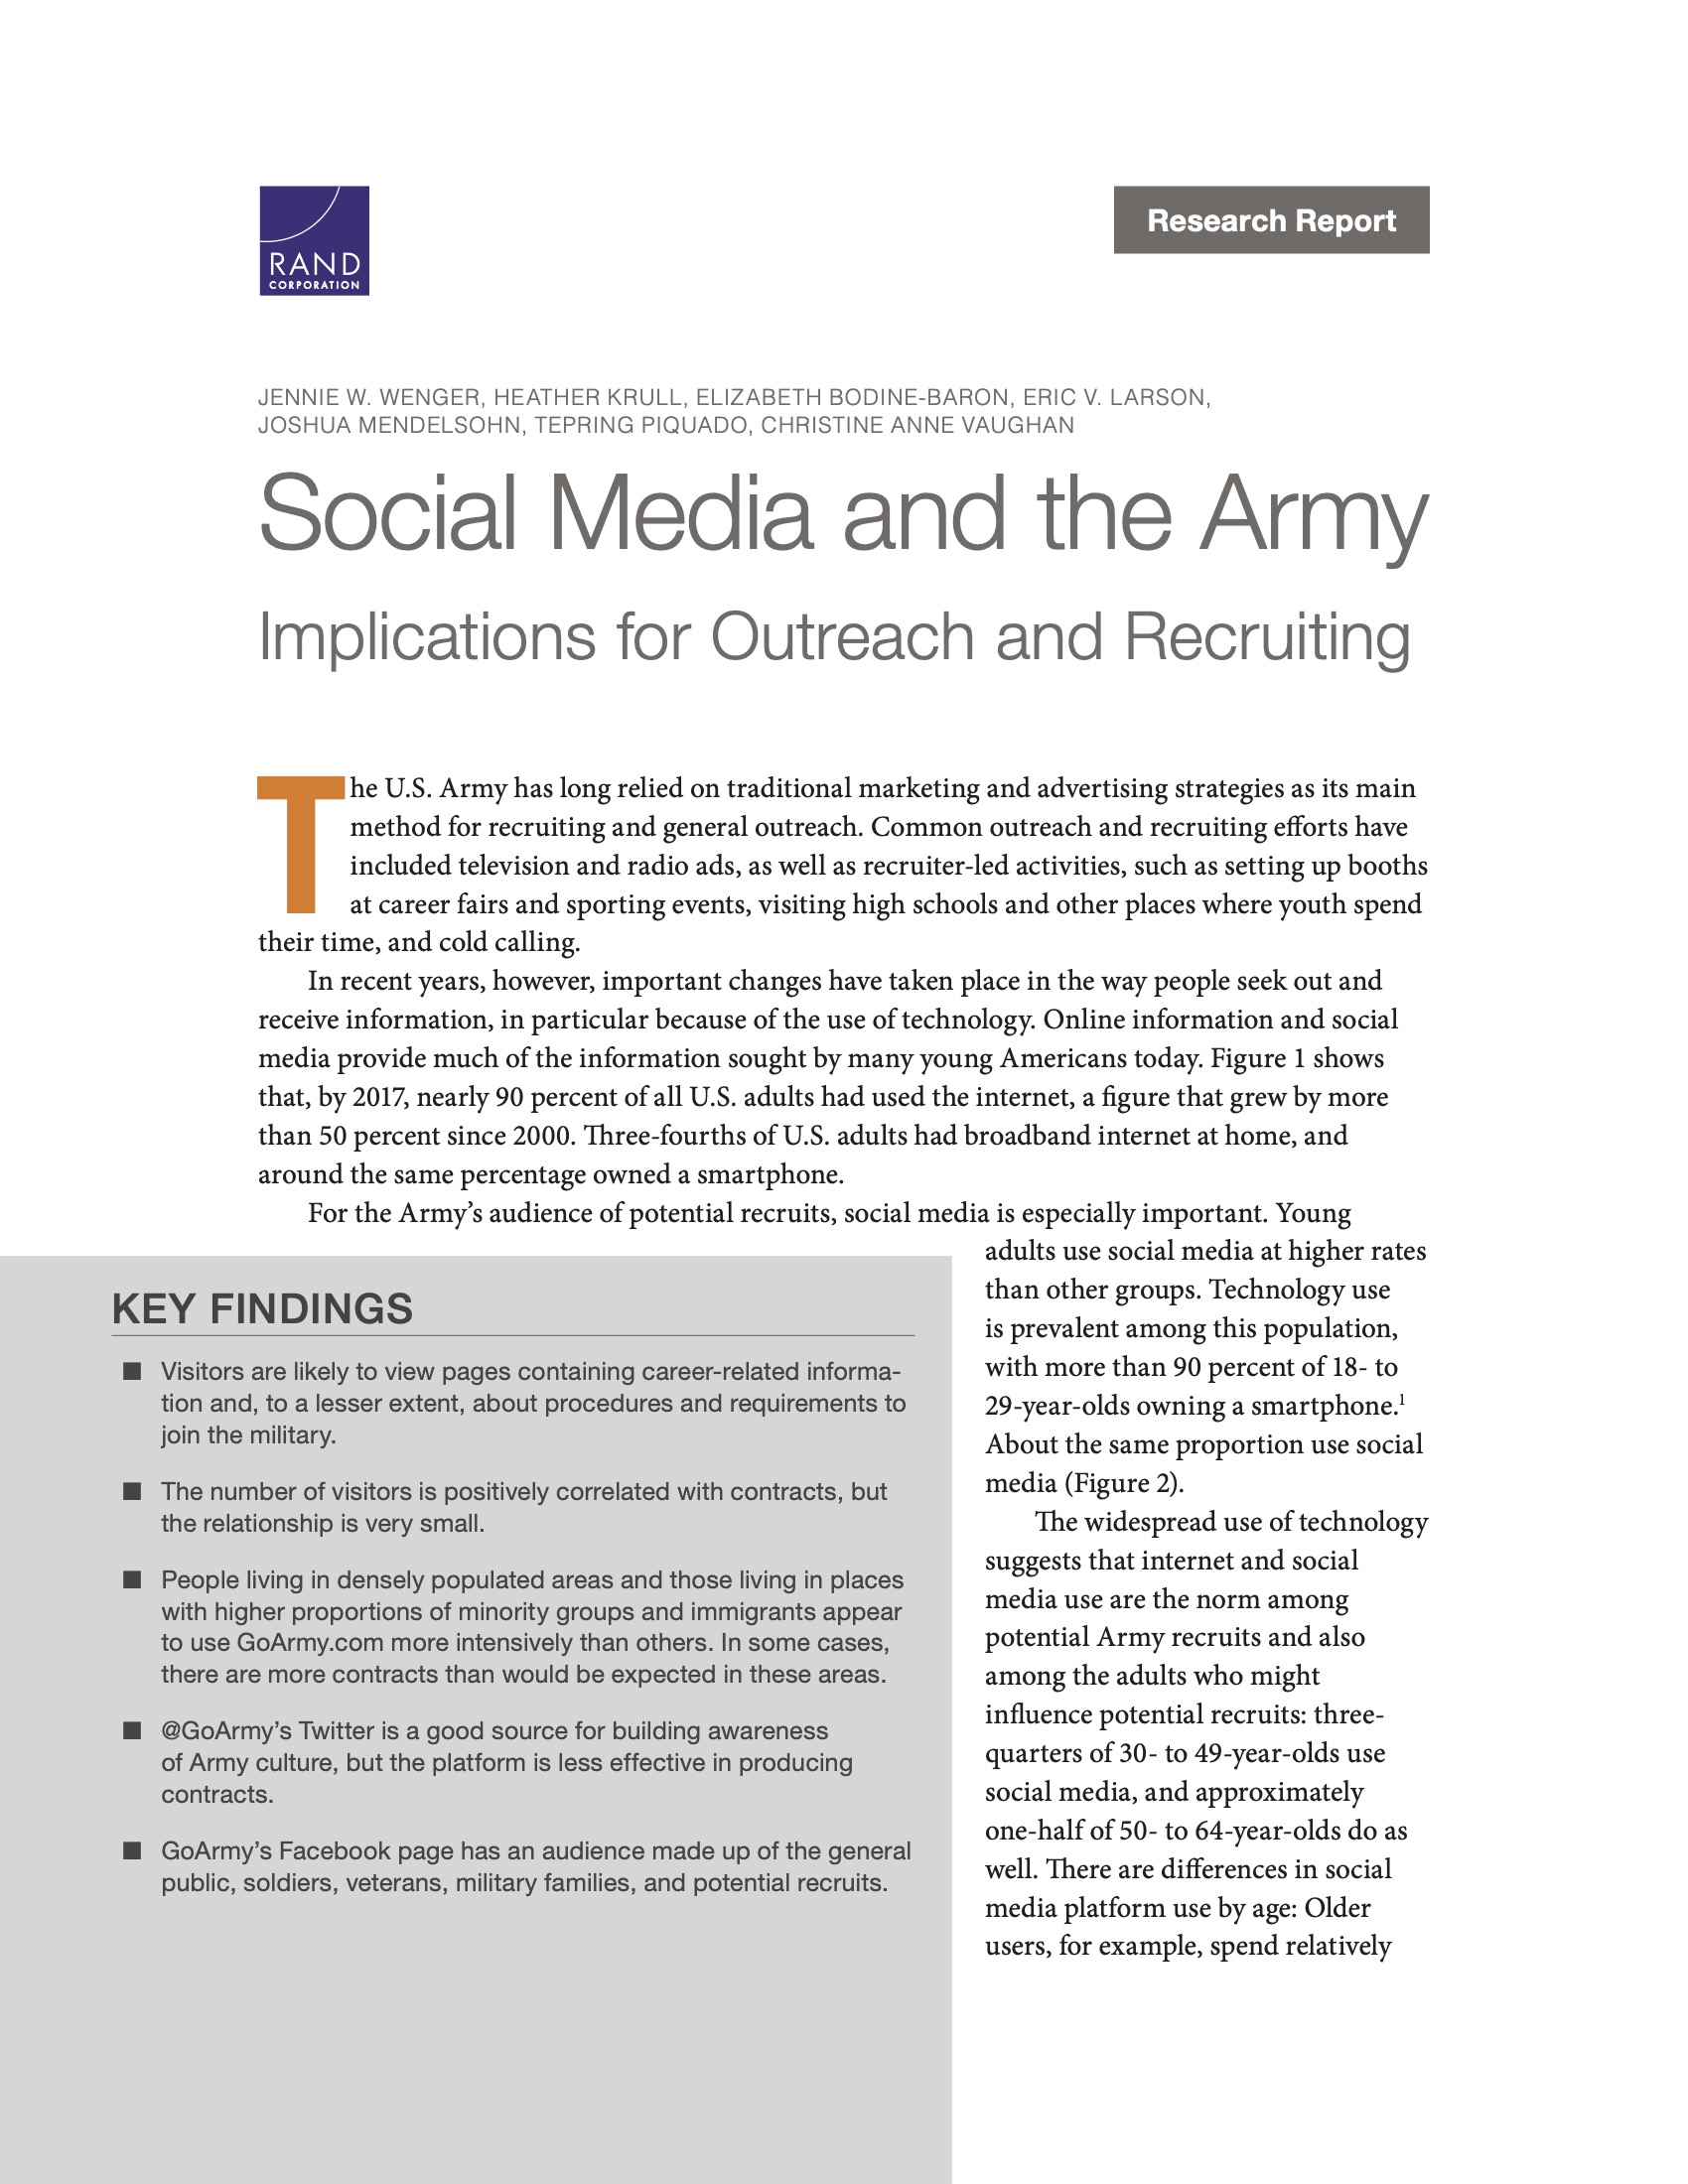 RAND
CORPORATION
Research Report
JENNIE W. WENGER, HEATHER KRULL, ELIZABETH BODINE-BARON, ERIC V. LARSON,
JOSHUA MENDELSOHN, TEPRING PIQUADO, CHRISTINE ANNE VAUGHAN
Social Media and the Army
Implications for Outreach and Recruiting
The U.S. Army has long relied on traditional marketing and advertising strategies as its main
method for recruiting and general outreach. Common outreach and recruiting efforts have
included television and radio ads, as well as recruiter-led activities, such as setting up booths
at career fairs and sporting events, visiting high schools and other places where youth spend
their time, and cold calling.
In recent years, however, important changes have taken place in the way people seek out and
receive information, in particular because of the use of technology. Online information and social
media provide much of the information sought by many young Americans today. Figure 1 shows
that, by 2017, nearly 90 percent of all U.S. adults had used the internet, a figure that grew by more
than 50 percent since 2000. Three-fourths of U.S. adults had broadband internet at home, and
around the same percentage owned a smartphone.
For the Army’s audience of potential recruits, social media is especially important. Young
adults use social media at higher rates
than other groups. Technology use
is prevalent among this population,
with more than 90 percent of 18- to
29-year-olds owning a smartphone.1
About the same proportion use social
media (Figure 2).
The widespread use of technology
suggests that internet and social
media use are the norm among
potential Army recruits and also
among the adults who might
influence potential recruits: three-
quarters of 30- to 49-year-olds use
social media, and approximately
one-half of 50- to 64-year-olds do as
well. There are differences in social
media platform use by age: Older
users, for example, spend relatively
KEY FINDINGS
■ Visitors are likely to view pages containing career-related informa-
tion and, to a lesser extent, about procedures and requirements to
join the military.
■ The number of visitors is positively correlated with contracts, but
the relationship is very small.
■ People living in densely populated areas and those living in places
with higher proportions of minority groups and immigrants appear
to use GoArmy.com more intensively than others. In some cases,
there are more contracts than would be expected in these areas.
■ @GoArmy’s Twitter is a good source for building awareness
of Army culture, but the platform is less effective in producing
contracts.
■ GoArmy’s Facebook page has an audience made up of the general
public, soldiers, veterans, military families, and potential recruits.